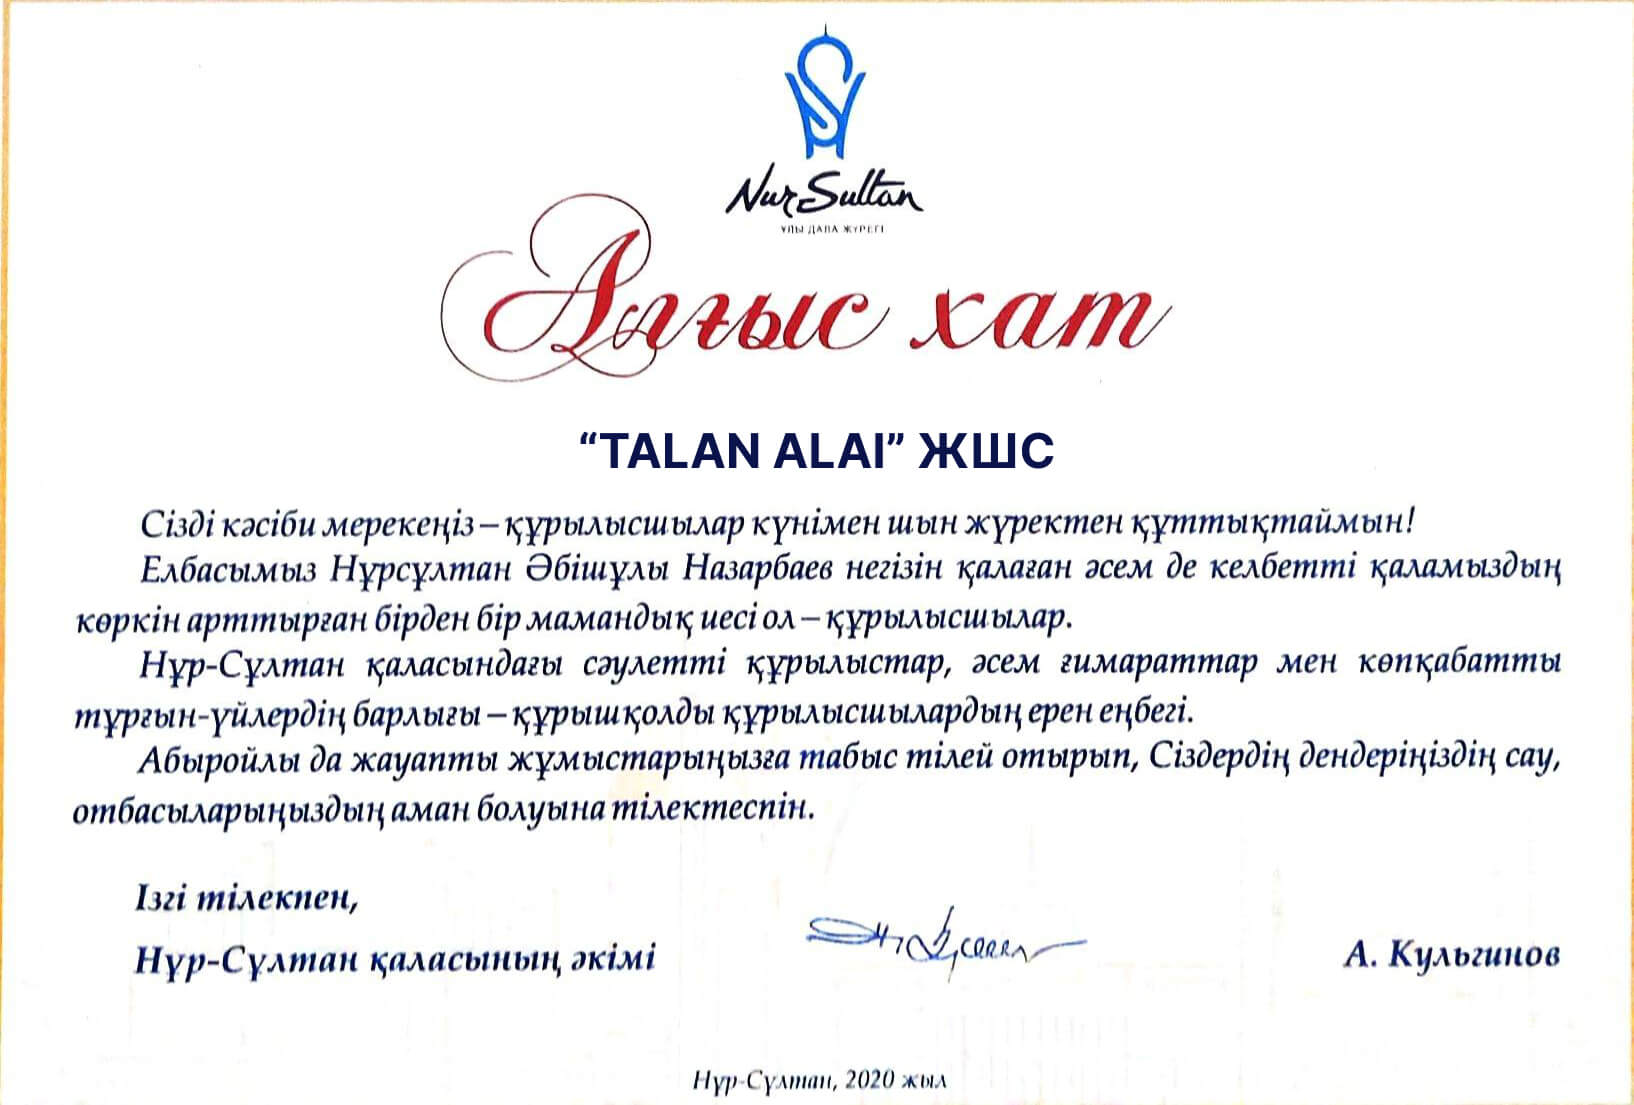 NurSultan
ҰЛЫ ДАЛА ЖҮРЕГІ
Алғыс хат
“TALAN ALAI” ЖШС
Сізді кәсіби мерекеңіз – құрылысшылар күнімен шын жүректен құттықтаймын!
Елбасымыз Нұрсұлтан Әбішұлы Назарбаев негізін қалаған әсем де келбетті қаламыздың
көркін арттырған бірден бір мамандық иесі ол – құрылысшылар.
Нұр-Сұлтан қаласындағы сәулетті құрылыстар, әсем ғимараттар мен көпқабатты
тұрғын-үйлердің барлығы – құрыш қолды құрылысшылардың ерен еңбегі.
Абыройлы да жауапты жұмыстарыңызға табыс тілей отырып, Сіздердің дендеріңіздің сау,
отбасыларыңыздың аман болуына тілектеспін.
Ізгі тілекпен,
Нұр-Сұлтан қаласының әкімі
А. Кульгинов
Нұр-Сұлтан, 2020 жыл